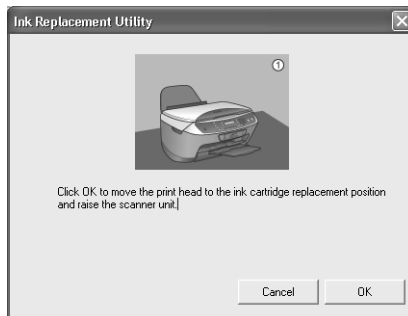 Ink Replacement Utility
1
Click OK to move the print head to the ink cartridge replacement position
and raise the scanner unit.
Cancel OK